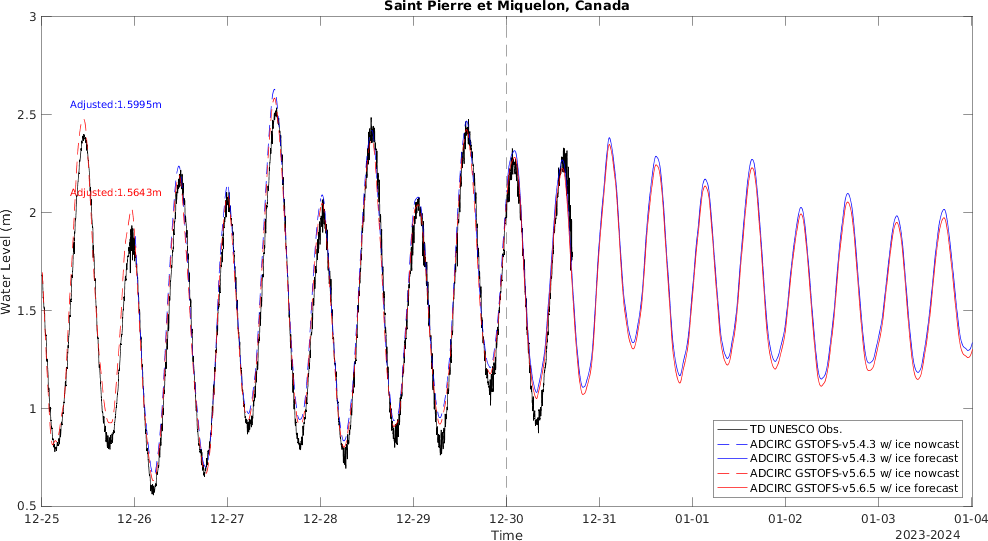 Saint Pierre et Miquelon, Canada
3
2.5
2
1.5
1
0.5
Water Level (m)
Adjusted:1.5995m
Adjusted:1.5643m
TD UNESCO Obs.
ADCIRC GSTOFS-v5.4.3 w/ ice nowcast
ADCIRC GSTOFS-v5.4.3 w/ ice forecast
ADCIRC GSTOFS-v5.6.5 w/ ice nowcast
ADCIRC GSTOFS-v5.6.5 w/ ice forecast
12-25 12-26 12-27 12-28 12-29 12-30 12-31 01-01 01-02 01-03 01-04
Time
2023-2024